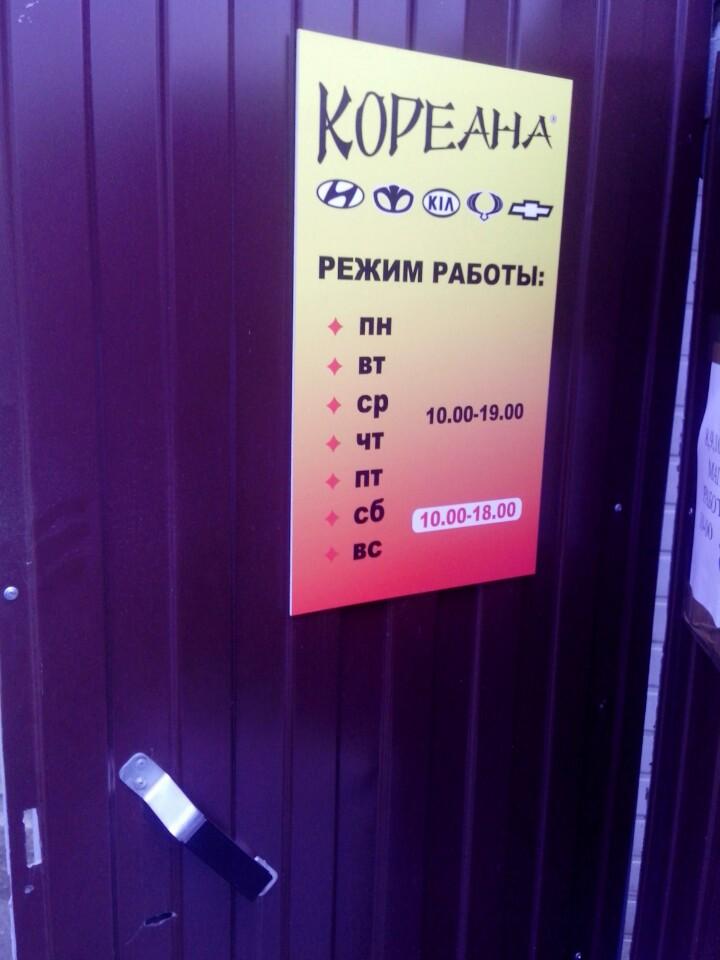 КОРЕАНА
KIA
РЕЖИМ РАБОТЫ:
ПН
ВТ
СР
10.00-19.00
ЧТ
ПТ
СБ
10.00-18.00
ВС